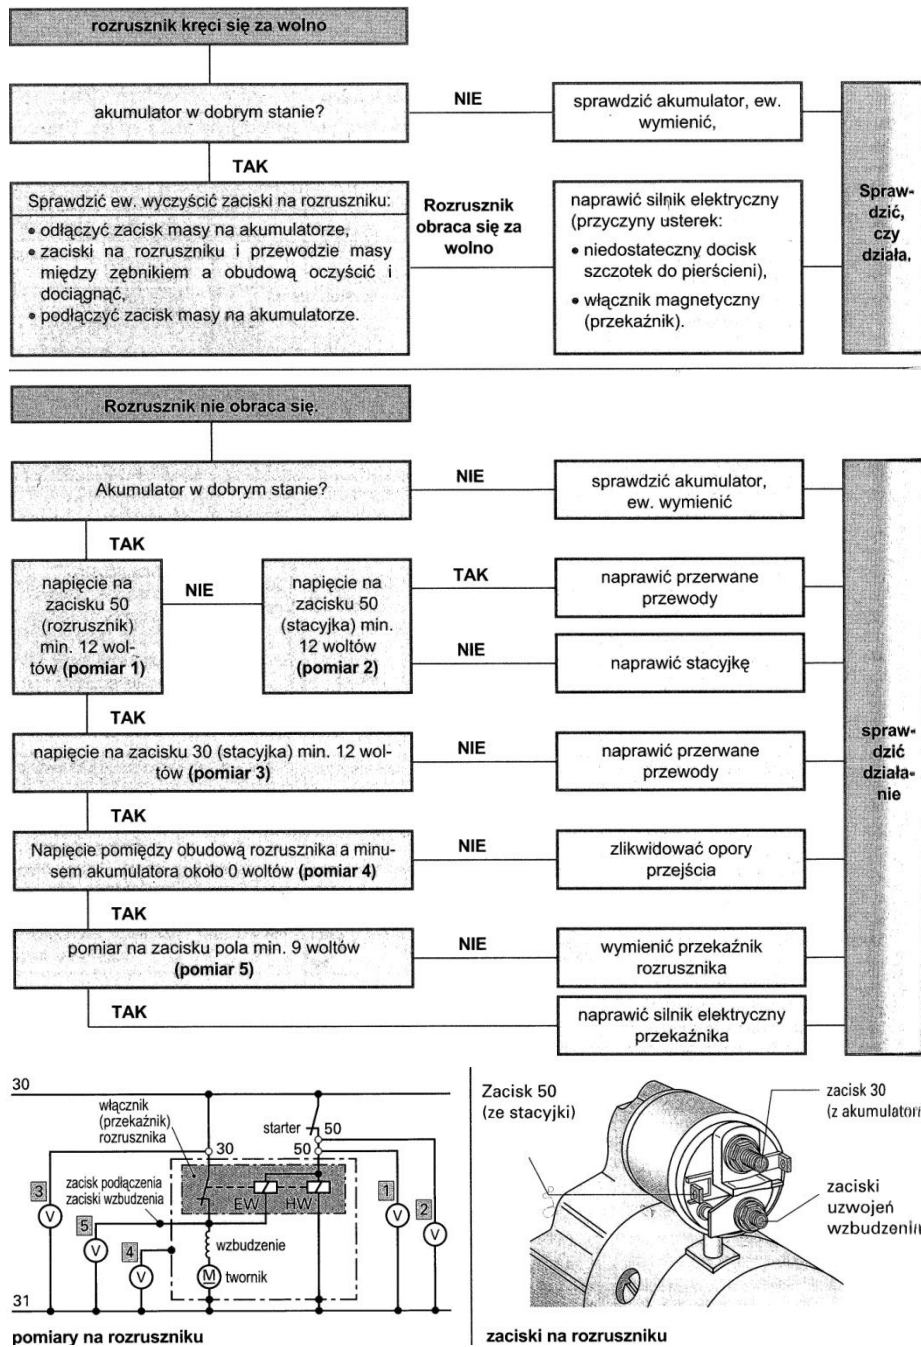 rozrusznik kręci się za wolno
akumulator w dobrym stanie?
NIE
sprawdzić akumulator, ew.
wymienić,
TAK
Sprawdzić ew. wyczyścić zaciski na rozruszniku:
• odłączyć zacisk masy na akumulatorze,
• zaciski na rozruszniku i przewodzie masy
między zębnikiem a obudową oczyścić i
dociągnąć,
• podłączyć zacisk masy na akumulatorze.
Rozrusznik
obraca się za
wolno
naprawić silnik elektryczny
(przyczyny usterek:
• niedostateczny docisk
szczotek do pierścieni),
• włącznik magnetyczny
(przekaźnik).
Spraw-
dzić,
czy
działa,
Rozrusznik nie obraca się.
Akumulator w dobrym stanie?
NIE
sprawdzić akumulator,
ew. wymienić
TAK
napięcie na
zacisku 50
(rozrusznik)
min. 12 wol-
tów (pomiar 1)
NIE
napięcie na
zacisku 50
(stacyjka) min.
12 woltów
(pomiar 2)
TAK
naprawić przerwane
przewody
NIE
naprawić stacyjkę
TAK
napięcie na zacisku 30 (stacyjka) min. 12 wol-
tów (pomiar 3)
NIE
naprawić przerwane
przewody
spraw-
dzić
działa-
nie
TAK
Napięcie pomiędzy obudową rozrusznika a minu-
sem akumulatora około 0 woltów (pomiar 4)
NIE
zlikwidować opory
przejścia
TAK
pomiar na zacisku pola min. 9 woltów
(pomiar 5)
NIE
wymienić przekaźnik
rozrusznika
TAK
naprawić silnik elektryczny
przekaźnika
30
włącznik
(przekaźnik)
rozrusznika
starter
50
30
50
zacisk podłączenia
zaciski wzbudzenia
EW
HW
3
V
5
V
4
V
1
V
2
V
wzbudzenie
M
twornik
31
pomiary na rozruszniku
Zacisk 50
(ze stacyjki)
zacisk 30
(z akumulatori
zaciski
uzwojeń
wzbudzenia
zaciski na rozruszniku